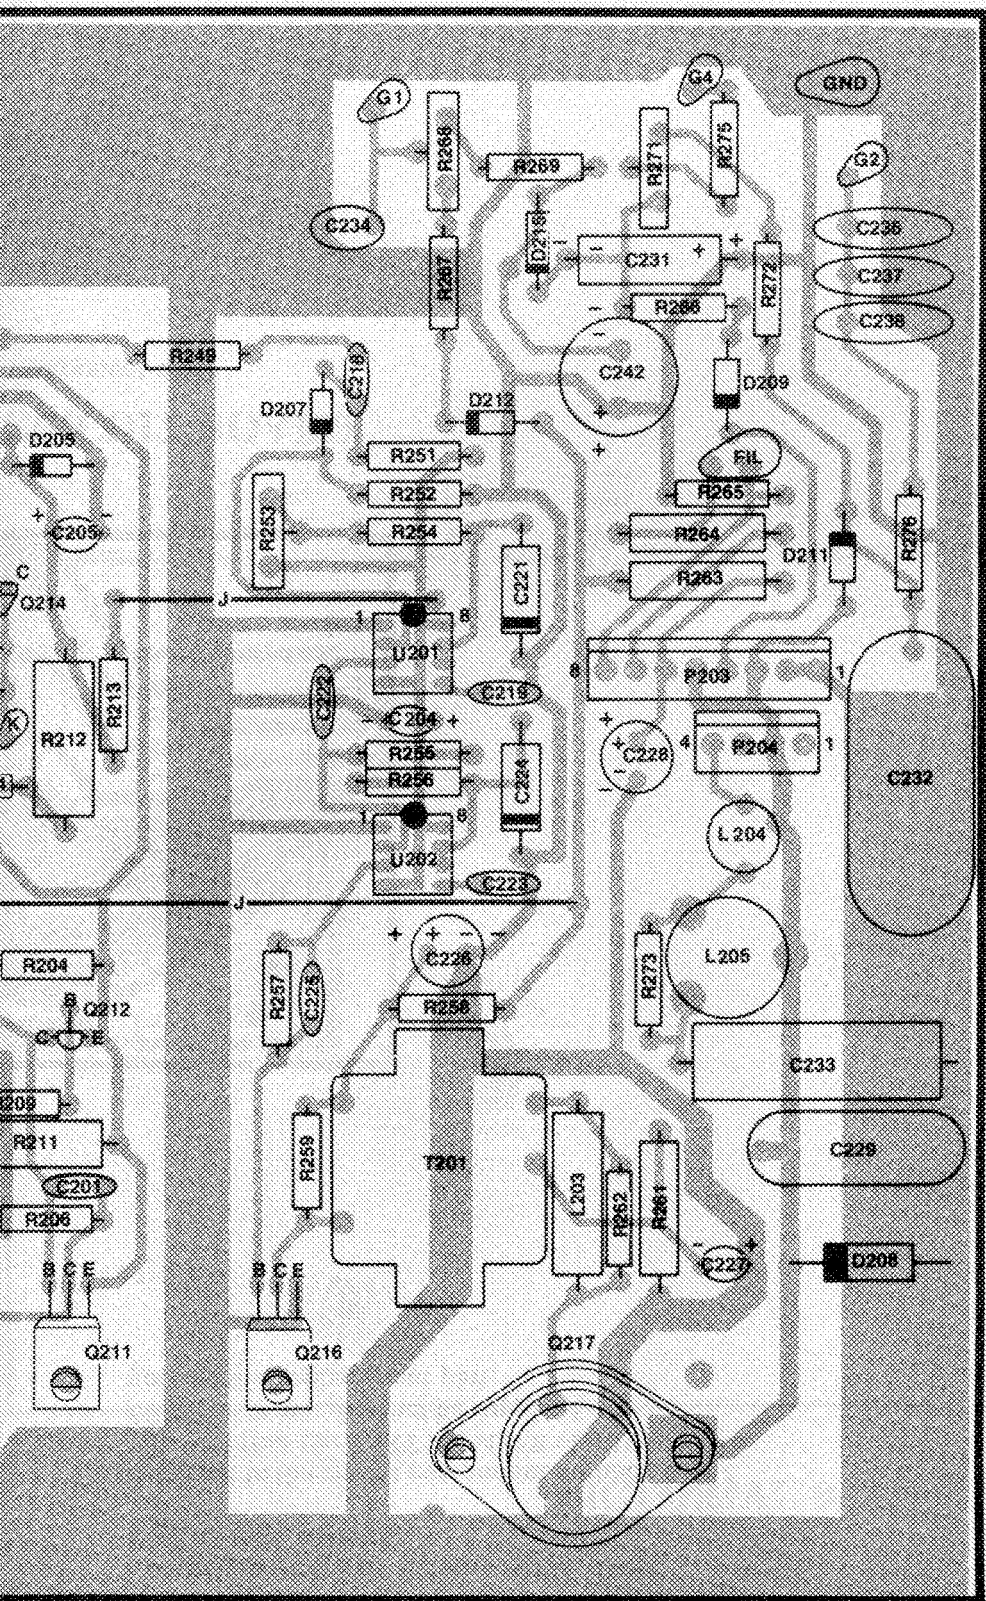 G1
G4
GND
R268
R269
R271
R275
G2
C234
D215
C235
R267
- - C231 + +
R272
C237
- R266
C238
R249
C218
- C242 +
+
D209
D207
D212
D205
R251
FIL
R252
R265
+ C205 -
R253
R254
R264
R276
D211
C
Q214
C221
R263
J
1 8
U201
8 P203 1
K
R212
R213
C222
C219
- C204 +
+ + C228 - -
4 P204 1
R255
R256
C224
C232
1 8
U202
L204
C223
J
+ + - -
C226
R204
R257
C225
R273
L205
R258
B
Q212
C E
C233
R209
R211
R259
T201
L203
R262
R261
C229
C201
R206
- C227 +
D208
B C E
B C E
Q211
Q216
Q217